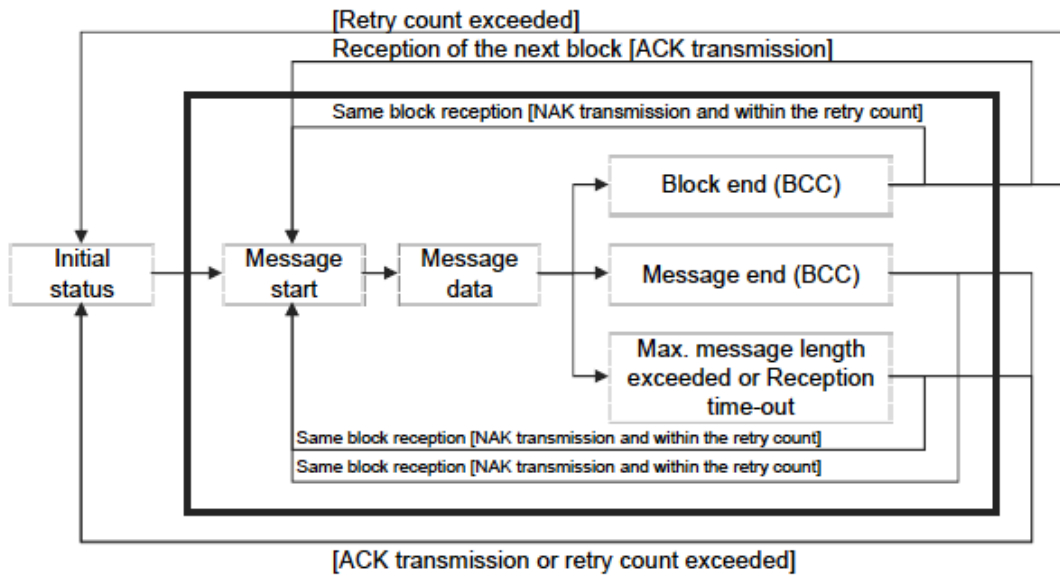 [Retry count exceeded]
Reception of the next block [ACK transmission]
Same block reception [NAK transmission and within the retry count]
Block end (BCC)
Initial
status
Message
start
Message
data
Message end (BCC)
Max. message length
exceeded or Reception
time-out
Same block reception [NAK transmission and within the retry count]
Same block reception [NAK transmission and within the retry count]
[ACK transmission or retry count exceeded]